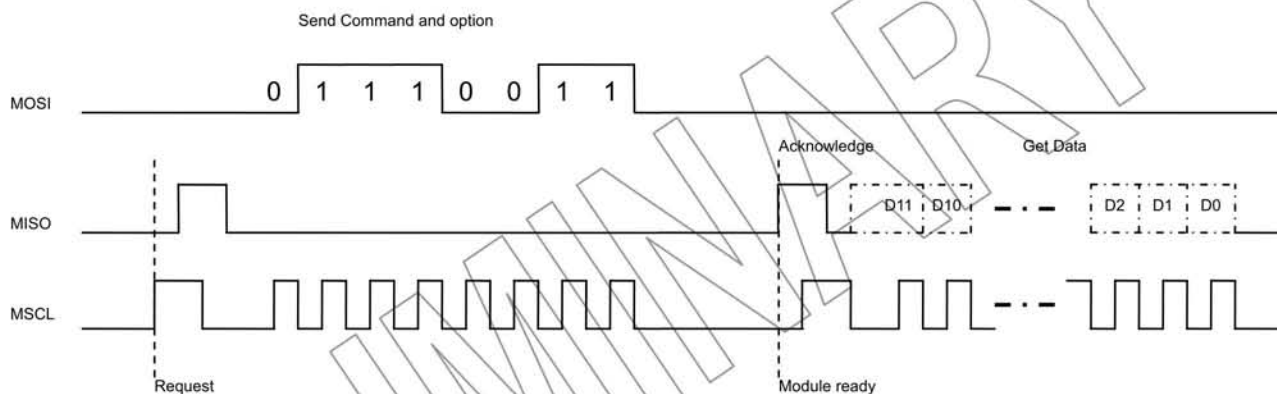 Send Command and option
MOSI 0 1 1 1 0 0 1 1
Acknowledge Get Data
MISO D11 D10 D2 D1 D0
MSCL
Request Module ready